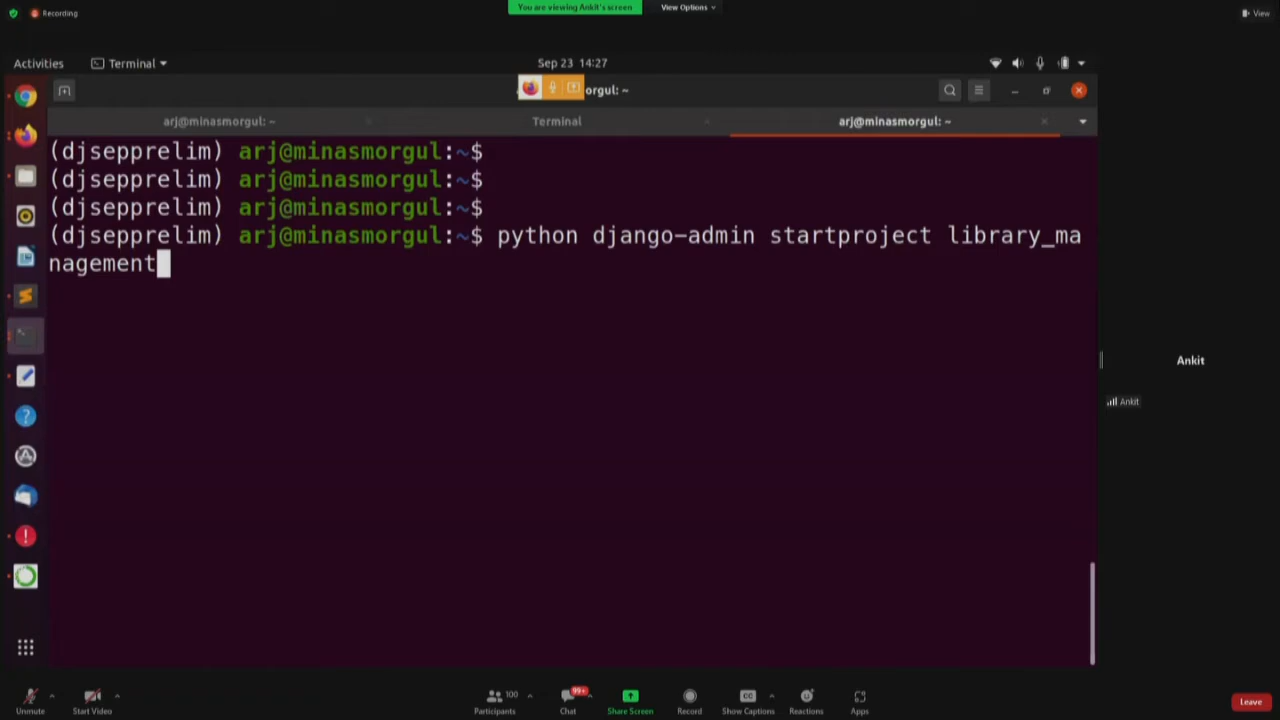 Recording
You are viewing Ankit's screen
View Options
View
Activities
Terminal
Sep 23 14:27
orgul: ~
arj@minasmorgul: ~
Terminal
arj@minasmorgul: ~
(djsepprelim) arj@minasmorgul:~$
(djsepprelim) arj@minasmorgul:~$
(djsepprelim) arj@minasmorgul:~$
(djsepprelim) arj@minasmorgul:~$ python django-admin startproject library_ma
nagement
Ankit
Ankit
Unmute
Start Video
Participants
100
Chat
99+
Share Screen
Record
CC
Show Captions
Reactions
Apps
Leave